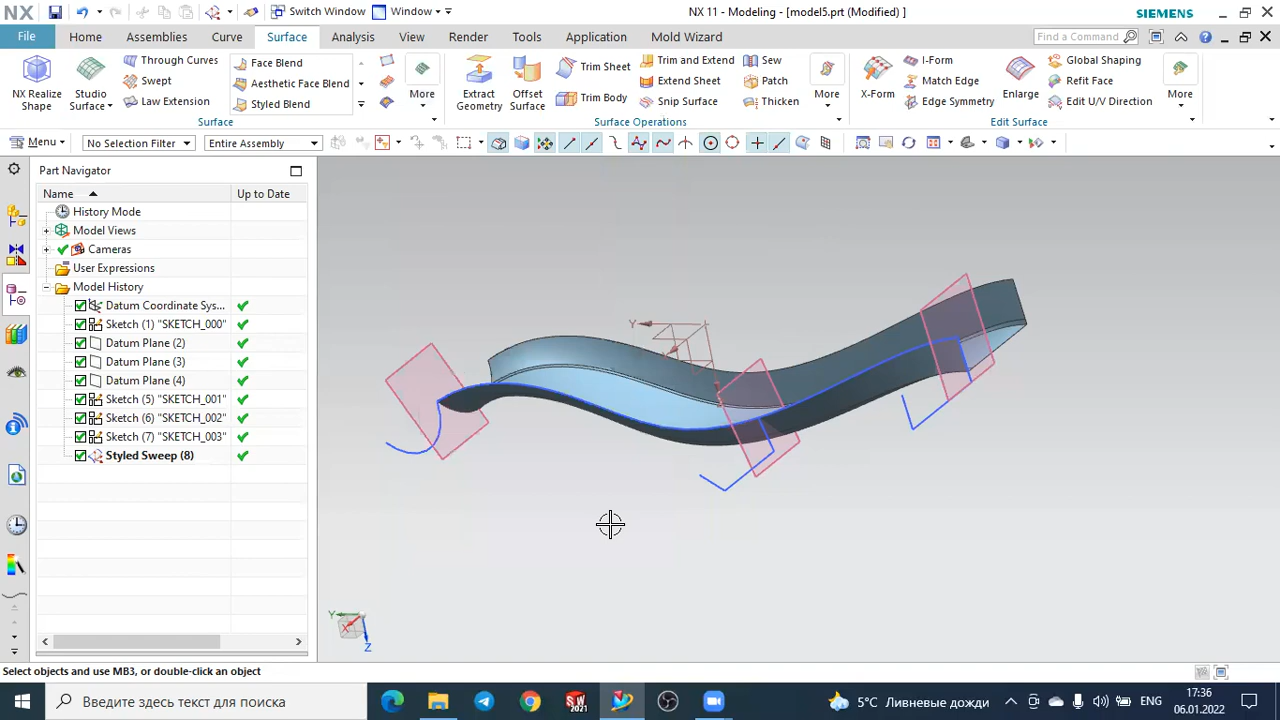 NX
Switch Window
Window
NX 11 - Modeling - [model5.prt (Modified) ]
SIEMENS
File
Home
Assemblies
Curve
Surface
Analysis
View
Render
Tools
Application
Mold Wizard
Find a Command
NX Realize Shape
Studio Surface
Through Curves
Swept
Law Extension
Face Blend
Aesthetic Face Blend
Styled Blend
More
Surface
Extract Geometry
Offset Surface
Trim Sheet
Trim Body
Trim and Extend
Extend Sheet
Snip Surface
Sew
Patch
Thicken
More
Surface Operations
X-Form
I-Form
Match Edge
Edge Symmetry
Enlarge
Global Shaping
Refit Face
Edit U/V Direction
More
Edit Surface
Menu
No Selection Filter
Entire Assembly
Part Navigator
Name
Up to Date
History Mode
Model Views
Cameras
User Expressions
Model History
Datum Coordinate Sys...
Sketch (1) "SKETCH_000"
Datum Plane (2)
Datum Plane (3)
Datum Plane (4)
Sketch (5) "SKETCH_001"
Sketch (6) "SKETCH_002"
Sketch (7) "SKETCH_003"
Styled Sweep (8)
Y
Y
X
Z
Select objects and use MB3, or double-click an object
Введите здесь текст для поиска
SW
2021
5°C Ливневые дожди
ENG
17:36
06.01.2022